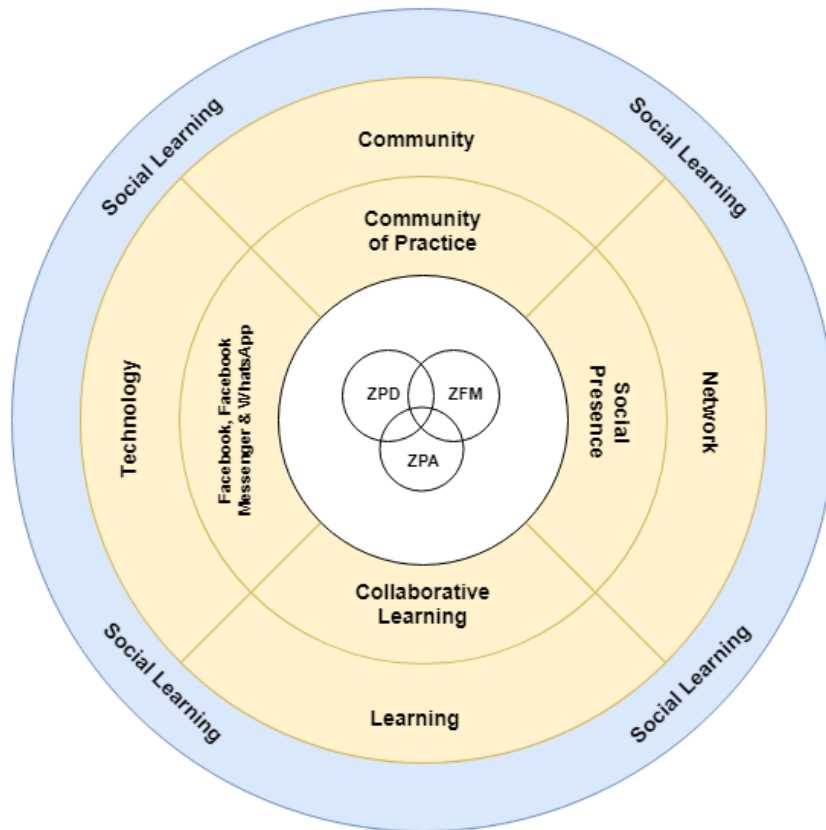 Social Learning
Social Learning
Community
Community
of Practice
Technology
Facebook, Facebook
Messenger & WhatsApp
ZPD
ZFM
ZPA
Social
Presence
Network
Collaborative
Learning
Learning
Social Learning
Social Learning